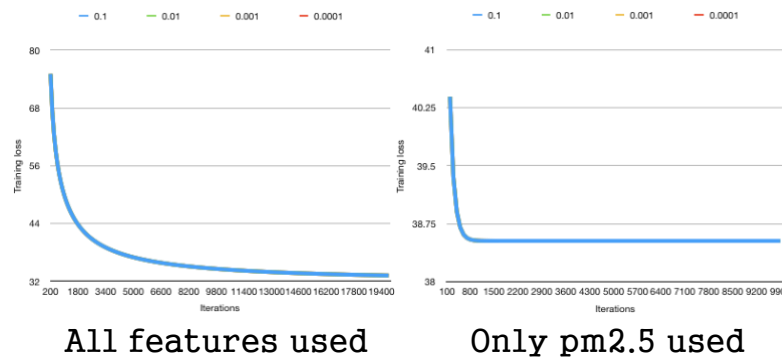 0.1 0.01 0.001 0.0001
80
68
56
44
32
Training loss
200 1800 3400 5000 6600 8200 9800 11400 13000 14600 16200 17800 19400
Iterations
All features used
0.1 0.01 0.001 0.0001
41
40.25
39.5
38.75
38
Training loss
100 800 1500 2200 2900 3600 4300 5000 5700 6400 7100 7800 8500 9200 990
Iterations
Only pm2.5 used